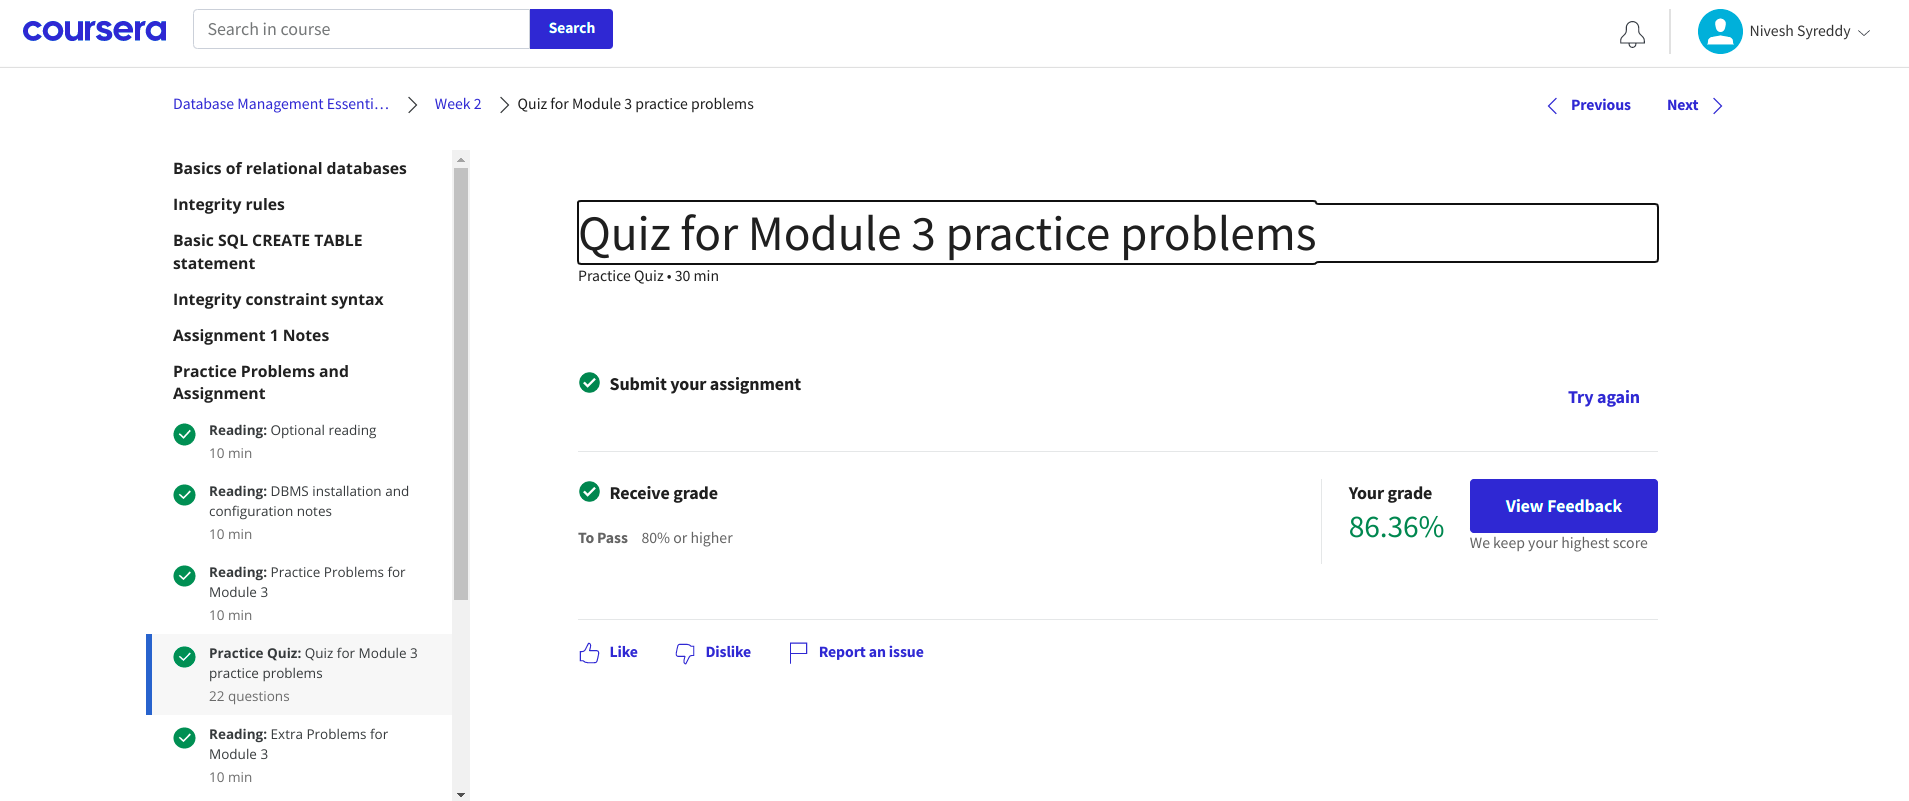 coursera
Search in course
Search
Nivesh Syreddy
Database Management Essenti...
Week 2
Quiz for Module 3 practice problems
Previous
Next
Basics of relational databases
Integrity rules
Basic SQL CREATE TABLE
statement
Integrity constraint syntax
Assignment 1 Notes
Practice Problems and
Assignment
Reading: Optional reading
10 min
Reading: DBMS installation and
configuration notes
10 min
Reading: Practice Problems for
Module 3
10 min
Practice Quiz: Quiz for Module 3
practice problems
22 questions
Reading: Extra Problems for
Module 3
10 min
Quiz for Module 3 practice problems
Practice Quiz • 30 min
Submit your assignment
Try again
Receive grade
To Pass 80% or higher
Your grade
86.36%
View Feedback
We keep your highest score
Like
Dislike
Report an issue